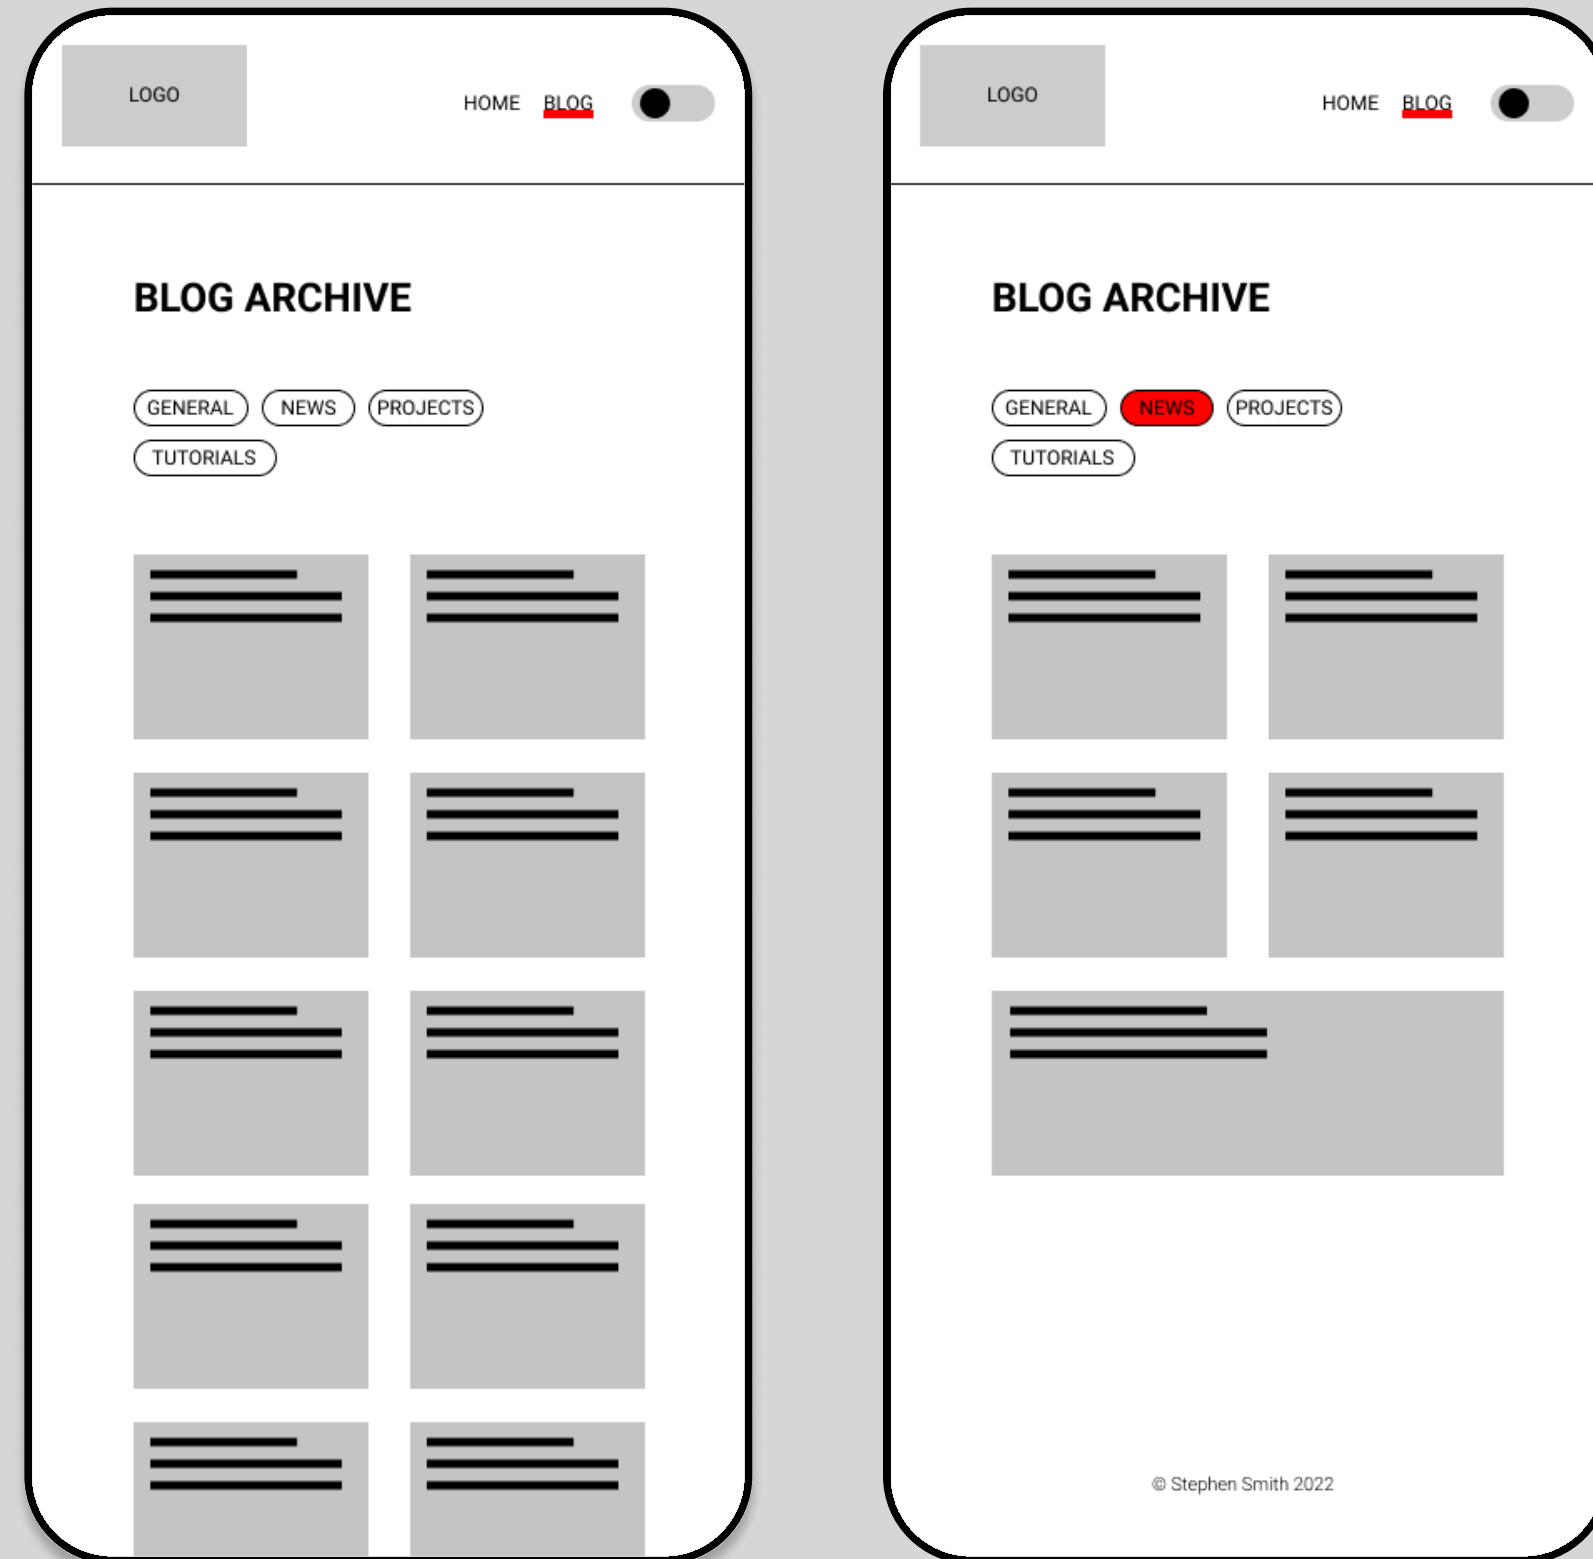 LOGO
HOME BLOG
BLOG ARCHIVE
GENERAL NEWS PROJECTS
TUTORIALS
LOGO
HOME BLOG
BLOG ARCHIVE
GENERAL NEWS PROJECTS
TUTORIALS
© Stephen Smith 2022